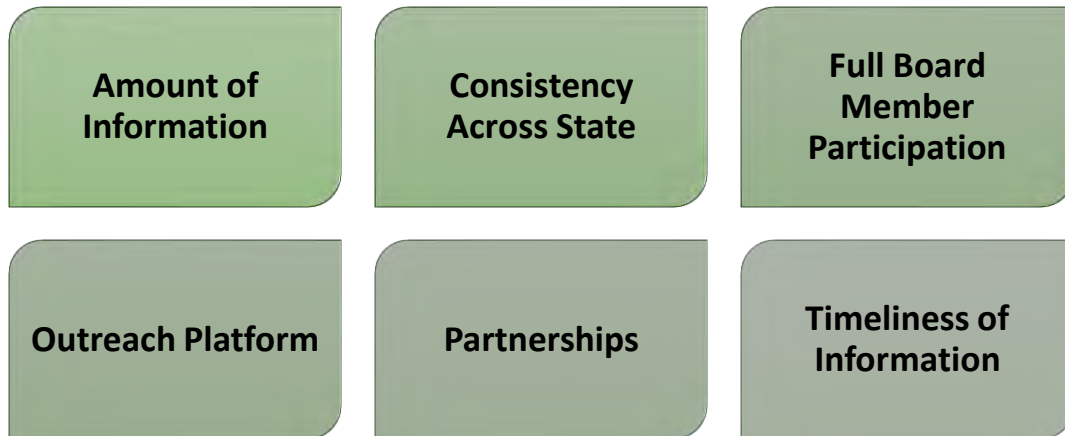 Amount of
Information
Consistency
Across State
Full Board
Member
Participation
Outreach Platform
Partnerships
Timeliness of
Information